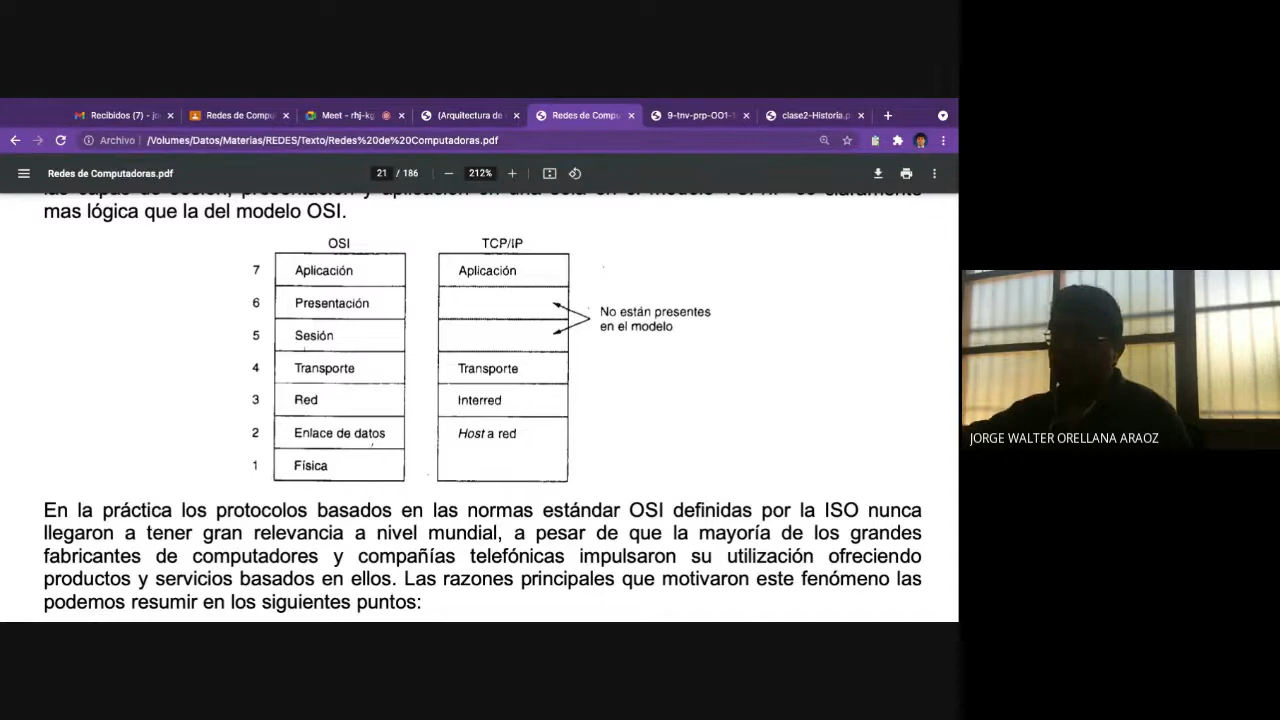 Recibidos (7) - jo
Redes de Compu
Meet - rhj-kg
(Arquitectura de C
Redes de Compu
9-tnv-prp-OO1-1
clase2-Historia.p
Archivo /Volumes/Datos/Materias/REDES/Texto/Redes%20de%20Computadoras.pdf
Redes de Computadoras.pdf
21 / 186
212%
mas lógica que la del modelo OSI.
OSI TCP/IP
7 Aplicación Aplicación
6 Presentación
No están presentes
en el modelo
5 Sesión
4 Transporte Transporte
3 Red Interred
2 Enlace de datos Host a red
1 Física
En la práctica los protocolos basados en las normas estándar OSI definidas por la ISO nunca
llegaron a tener gran relevancia a nivel mundial, a pesar de que la mayoría de los grandes
fabricantes de computadores y compañías telefónicas impulsaron su utilización ofreciendo
productos y servicios basados en ellos. Las razones principales que motivaron este fenómeno las
podemos resumir en los siguientes puntos:
JORGE WALTER ORELLANA ARAOZ